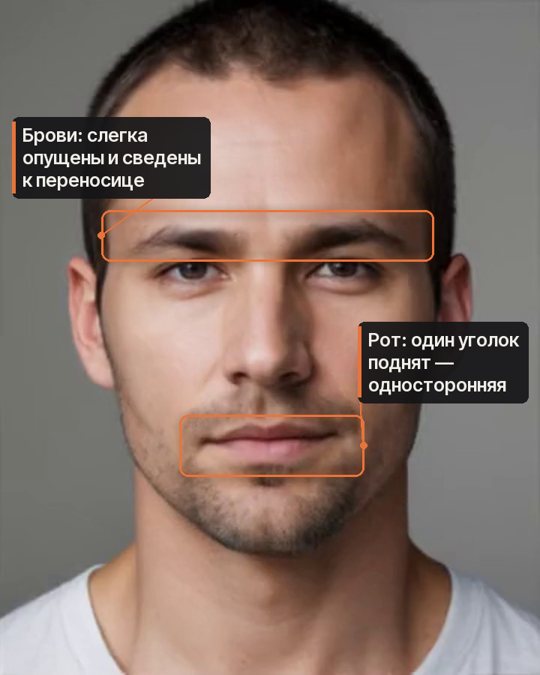 Брови: слегка
опущены и сведены
к переносице
Рот: один уголок
поднят —
односторонняя